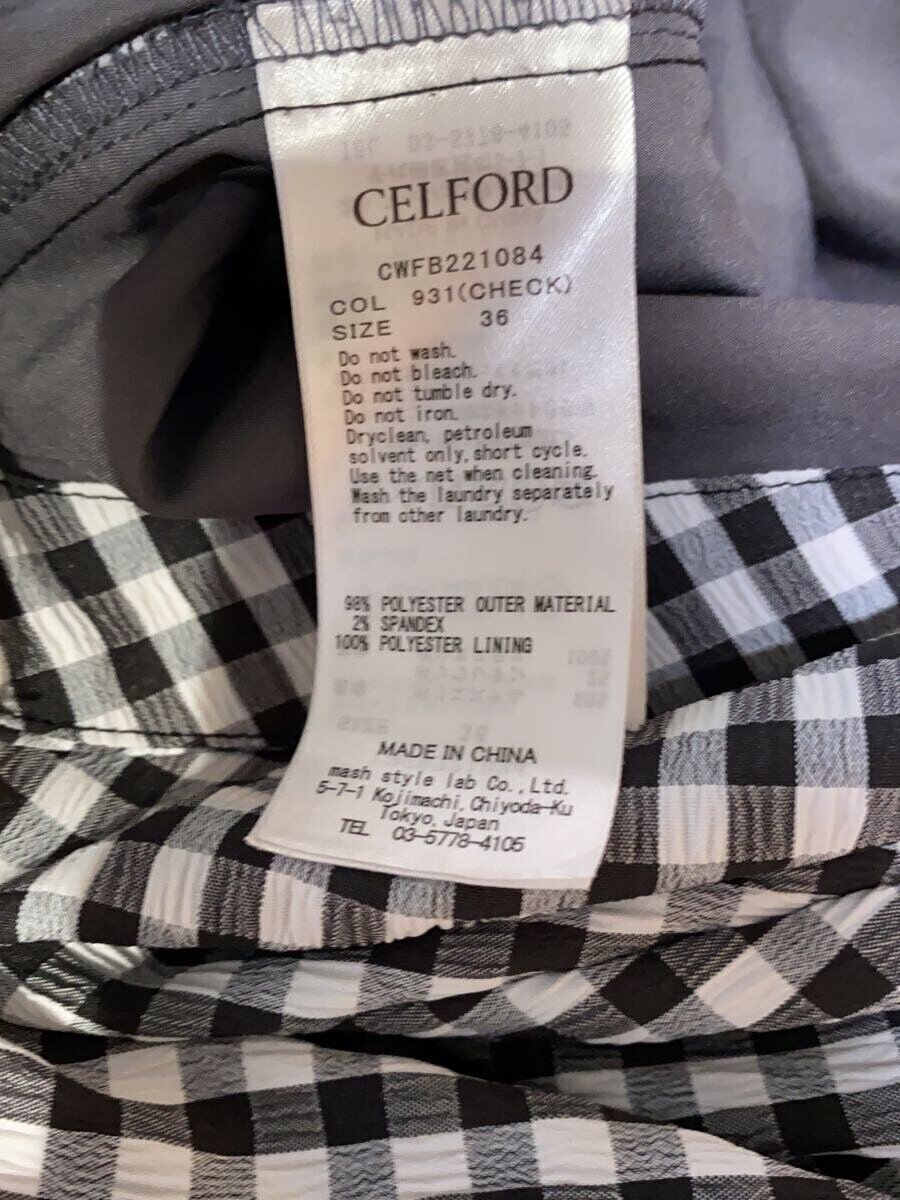 CELFORD
CWFB221084
COL 931(CHECK)
SIZE 36
Do not wash.
Do not bleach.
Do not tumble dry.
Do not iron.
Dryclean, petroleum
solvent only, short cycle.
Use the net when cleaning.
Wash the laundry separately
from other laundry.
98% POLYESTER OUTER MATERIAL
2% SPANDEX
100% POLYESTER LINING
MADE IN CHINA
mash style lab Co., Ltd.
5-7-1 Kojimachi, Chiyoda-Ku
Tokyo, Japan
TEL 03-5778-4105